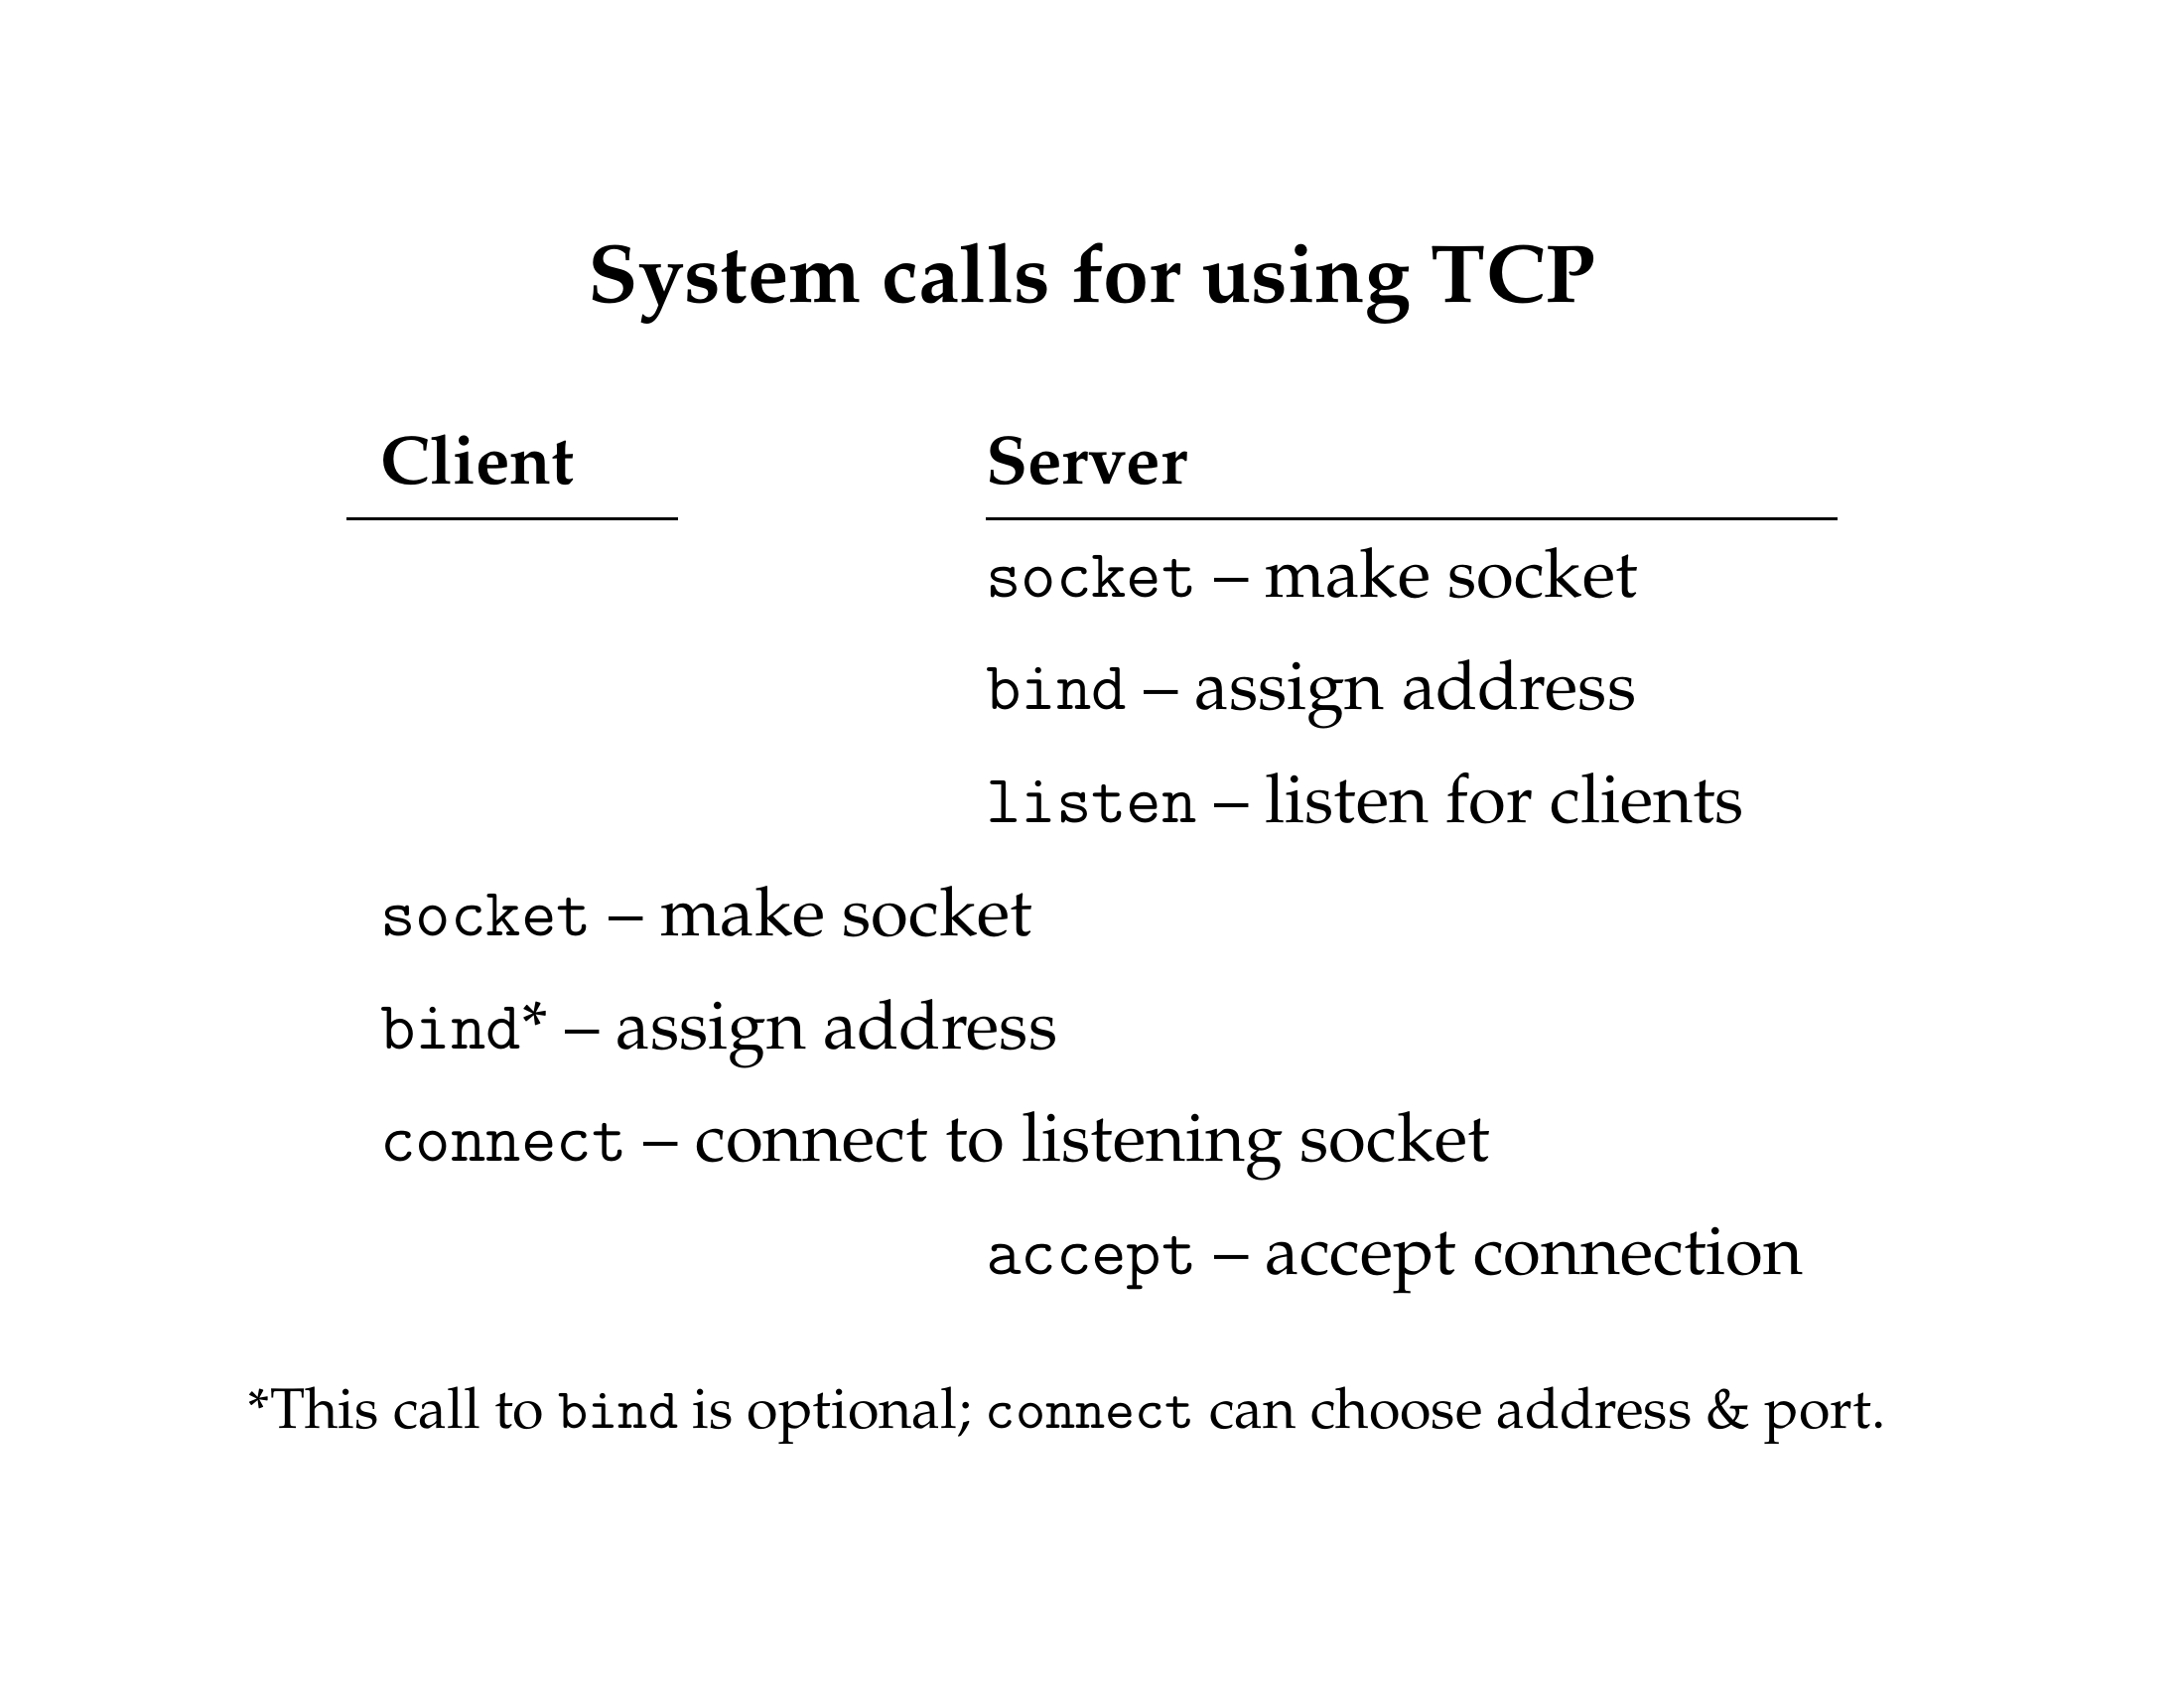 System calls for using TCP
Client Server
socket – make socket
bind – assign address
listen – listen for clients
socket – make socket
bind* – assign address
connect – connect to listening socket
accept – accept connection
*This call to bind is optional; connect can choose address & port.